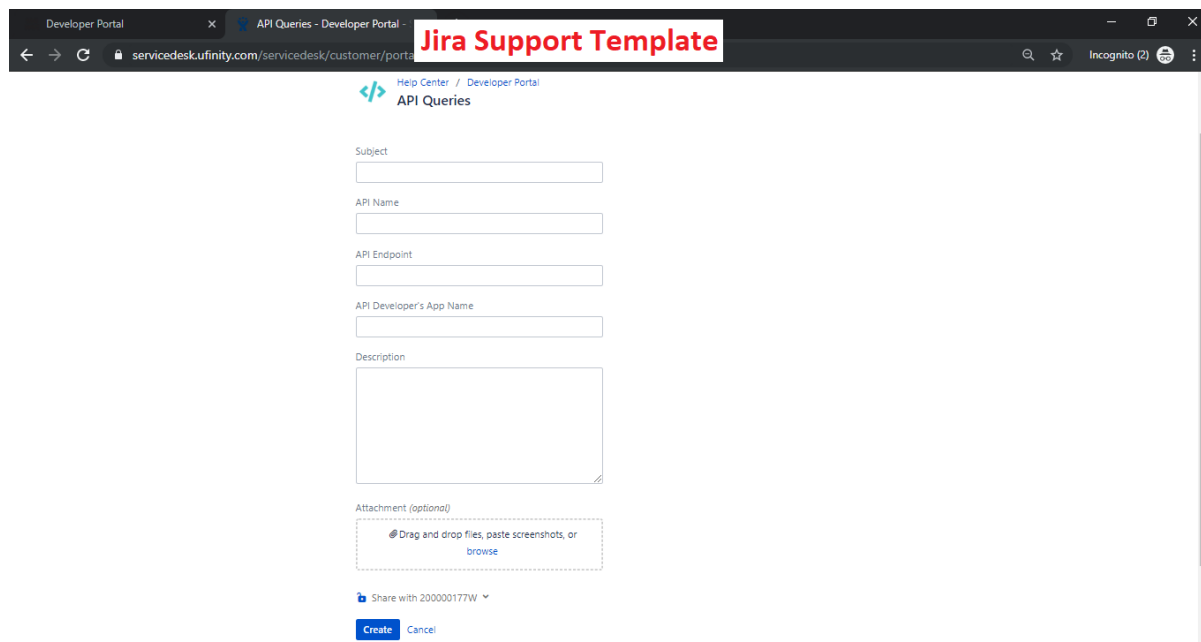 Developer Portal
API Queries - Developer Portal -
Jira Support Template
servicedesk.ufinity.com/servicedesk/customer/porta
Incognito (2)
Help Center / Developer Portal
API Queries
Subject
API Name
API Endpoint
API Developer's App Name
Description
Attachment (optional)
Drag and drop files, paste screenshots, or
browse
Share with 200000177W
Create Cancel